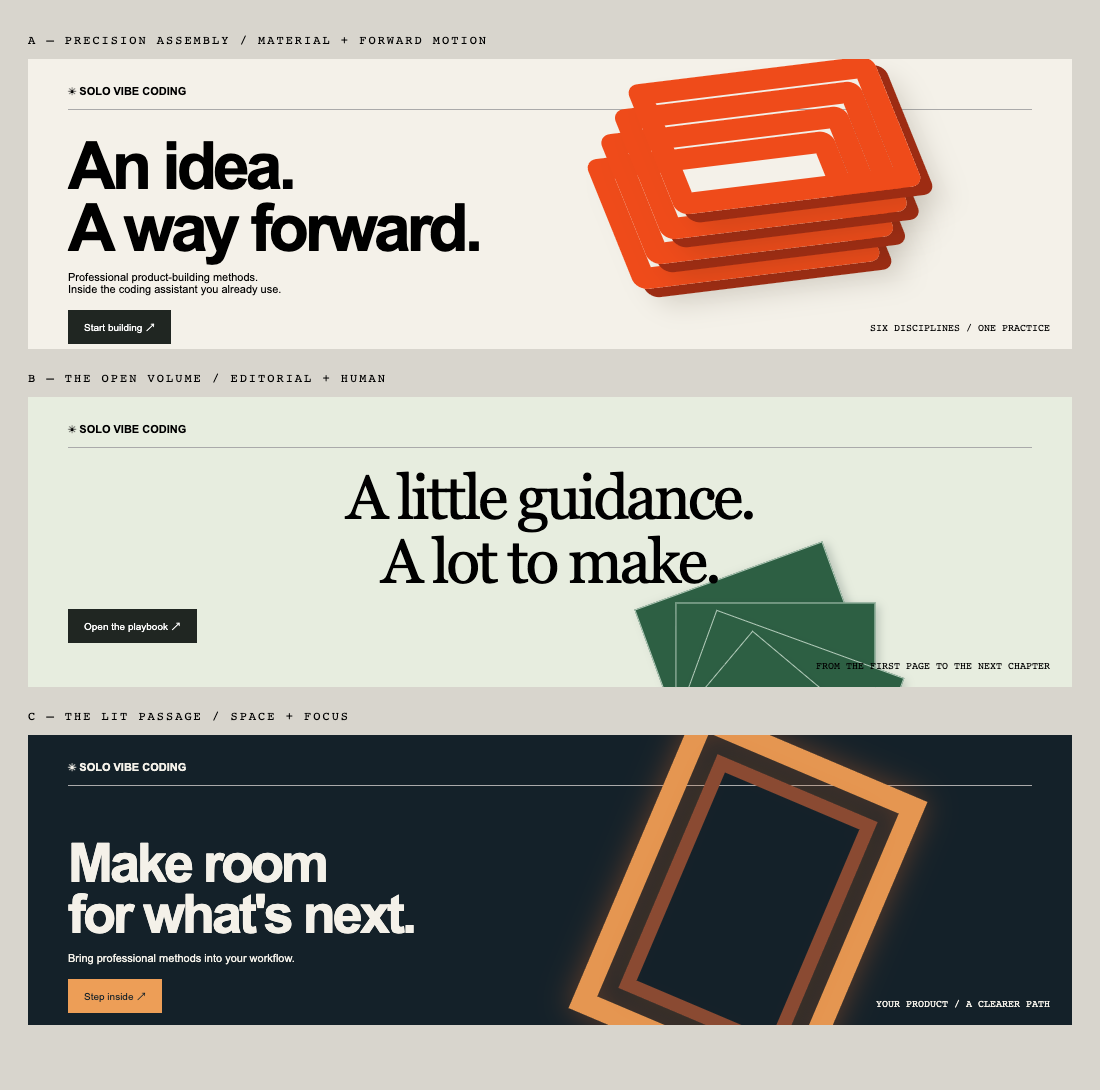 A — PRECISION ASSEMBLY / MATERIAL + FORWARD MOTION
✳ SOLO VIBE CODING
An idea.
A way forward.
Professional product-building methods.
Inside the coding assistant you already use.
Start building ↗
SIX DISCIPLINES / ONE PRACTICE
B — THE OPEN VOLUME / EDITORIAL + HUMAN
✳ SOLO VIBE CODING
A little guidance.
A lot to make.
Open the playbook ↗
FROM THE FIRST PAGE TO THE NEXT CHAPTER
C — THE LIT PASSAGE / SPACE + FOCUS
✳ SOLO VIBE CODING
Make room
for what's next.
Bring professional methods into your workflow.
Step inside ↗
YOUR PRODUCT / A CLEARER PATH